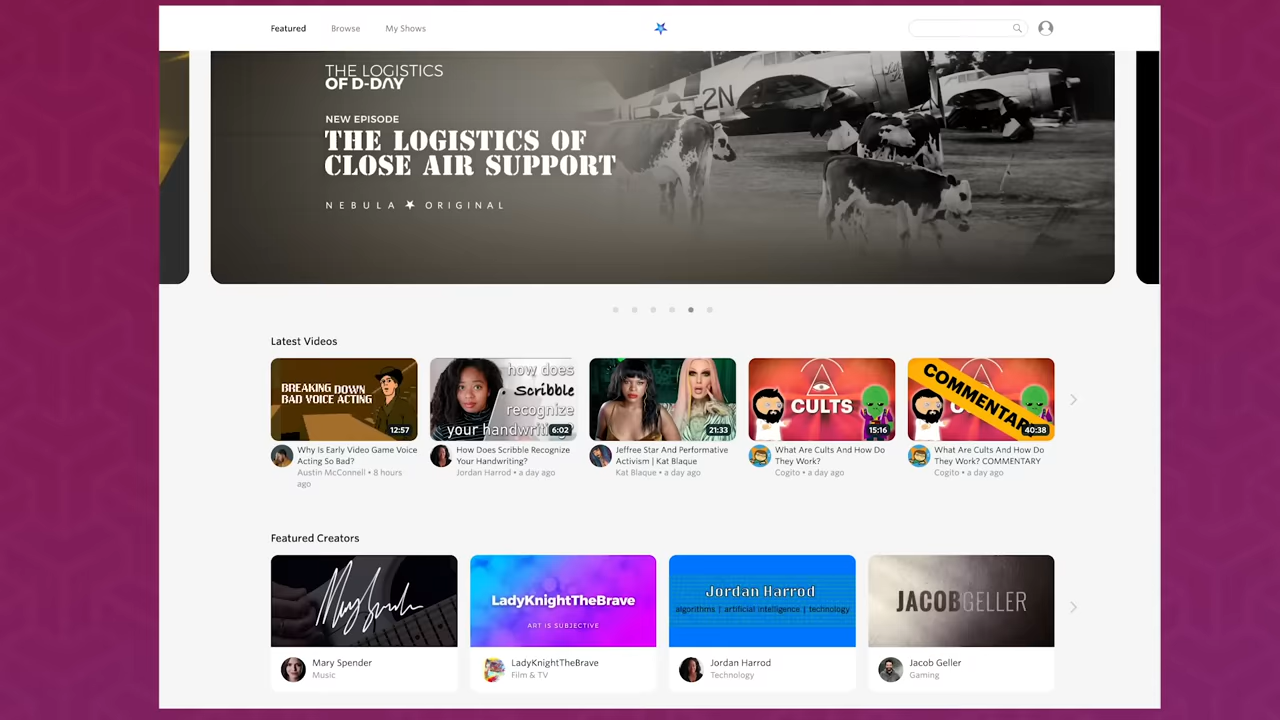 Featured Browse My Shows
THE LOGISTICS
OF D-DAY
2N
NEW EPISODE
THE LOGISTICS OF
CLOSE AIR SUPPORT
NEBULA ORIGINAL
Latest Videos
BREAKING DOWN
BAD VOICE ACTING
12:57
how does
Scribble
recognize
your handwriting
6:02
21:33
CULTS
15:16
COMMENTARY
40:38
Why Is Early Video Game Voice
Acting So Bad?
Austin McConnell • 8 hours
ago
How Does Scribble Recognize
Your Handwriting?
Jordan Harrod • a day ago
Jeffree Star And Performative
Activism | Kat Blaque
Kat Blaque • a day ago
What Are Cults And How Do
They Work?
Cogito • a day ago
What Are Cults And How Do
They Work? COMMENTARY
Cogito • a day ago
Featured Creators
Mary Spender
LadyKnightTheBrave
ART IS SUBJECTIVE
Jordan Harrod
algorithms | artificial intelligence | technology
JACOBGELLER
Mary Spender
Music
LadyKnightTheBrave
Film & TV
Jordan Harrod
Technology
Jacob Geller
Gaming